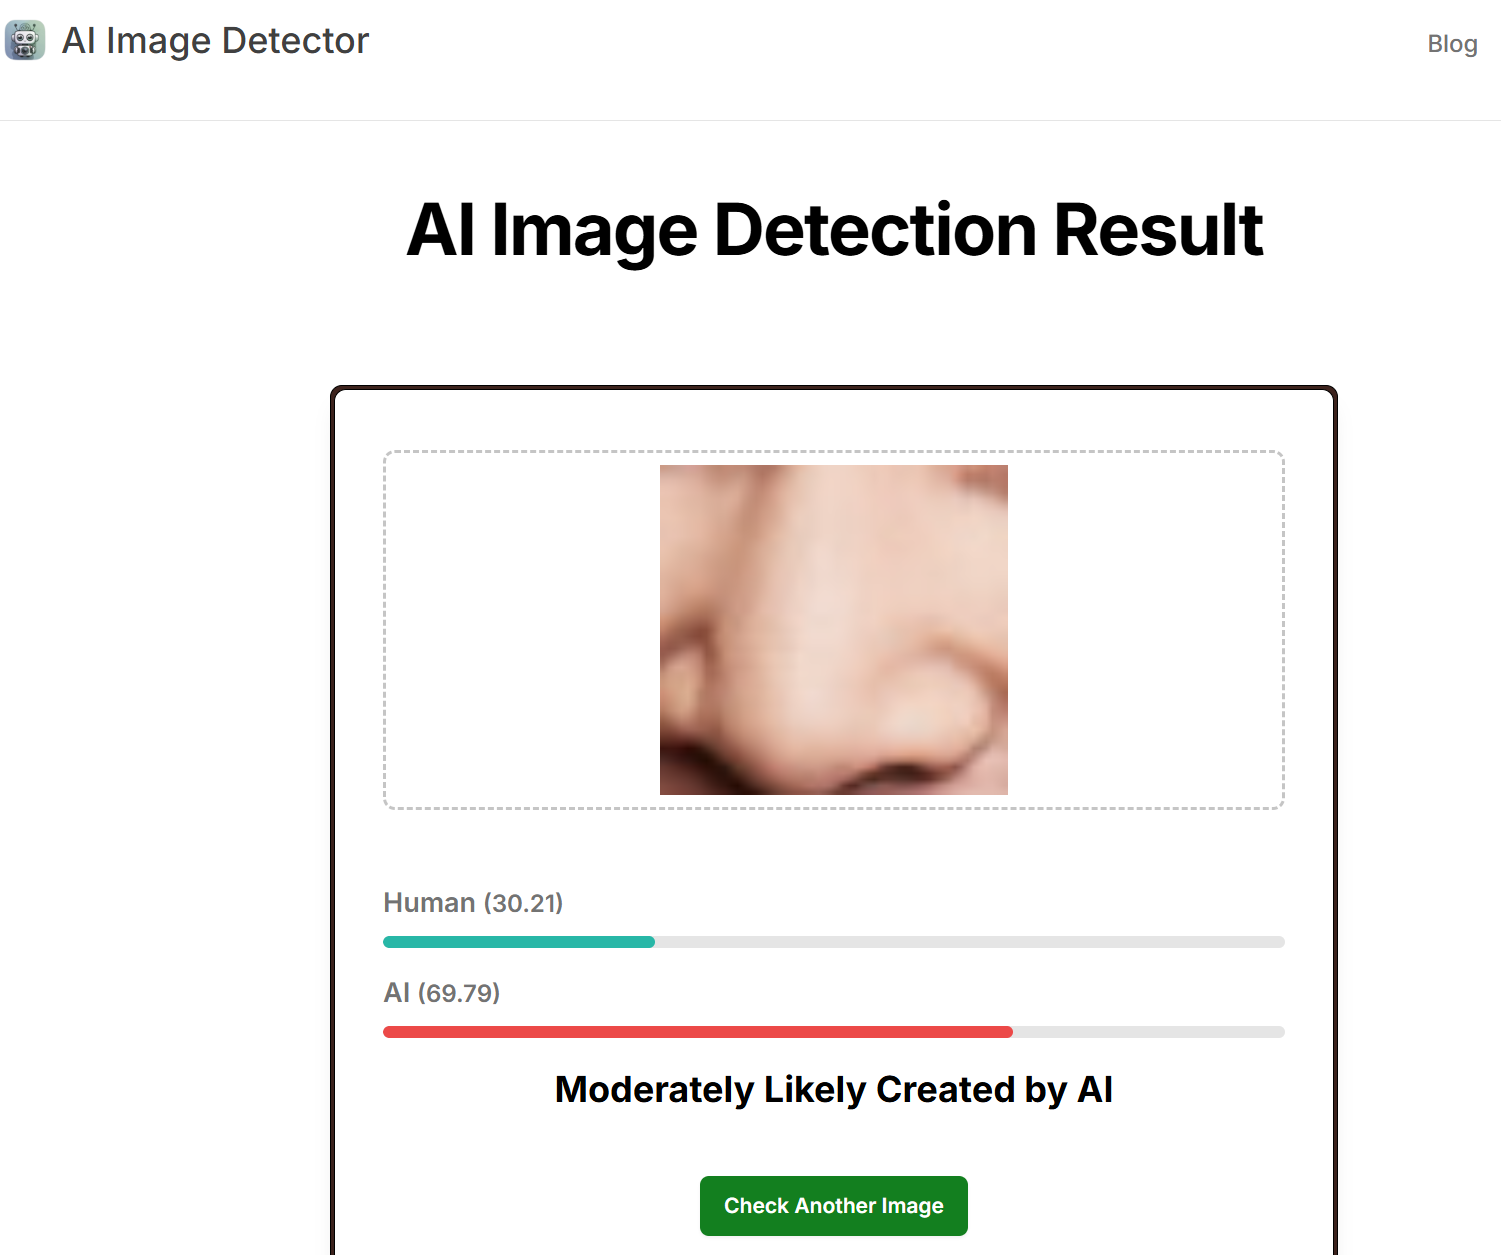 AI Image Detector
Blog
AI Image Detection Result
Human (30.21)
AI (69.79)
Moderately Likely Created by AI
Check Another Image